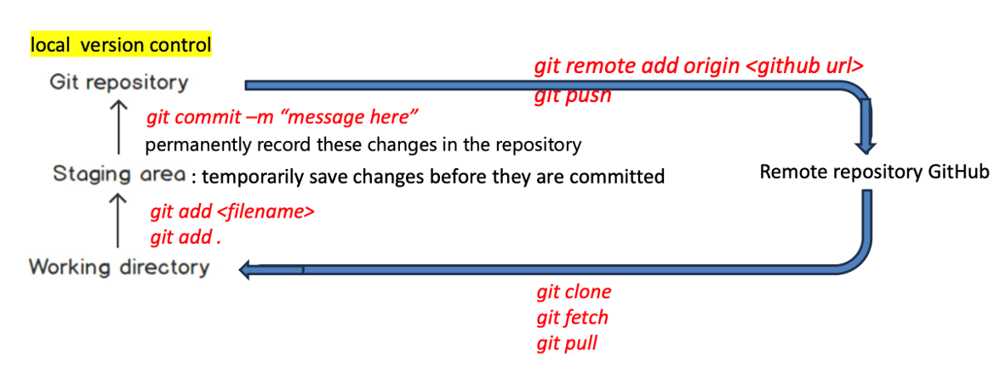 local  version control
Git repository
git remote add origin <github url>
git push
git commit –m “message here”
permanently record these changes in the repository
Staging area : temporarily save changes before they are committed
Remote repository GitHub
git add <filename>
git add .
Working directory
git clone
git fetch
git pull